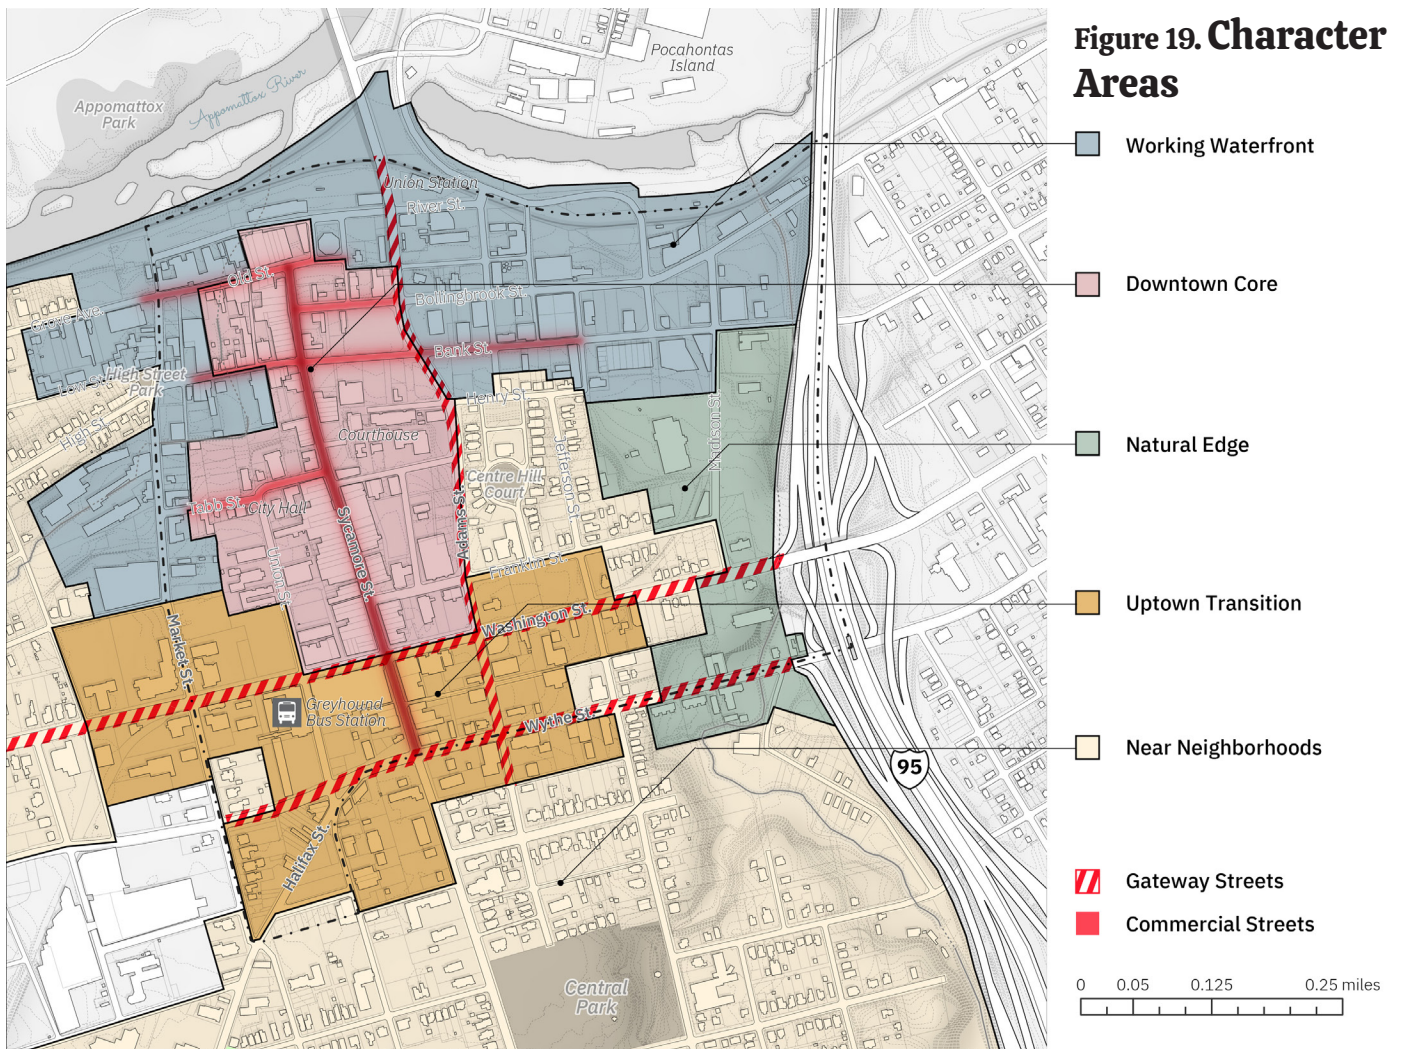 Figure 19. Character
Areas
Pocahontas
Island
Appomattox
Park
Appomattox River
Working Waterfront
Union Station
River St.
Old St.
Downtown Core
Bollingbrook St.
Grove Ave.
Bank St.
High Street
Park
Low St.
Henry St.
High St.
Courthouse
Madison St.
Jefferson St.
Natural Edge
Centre Hill
Court
Tabb St.
City Hall
Adams St.
Sycamore St.
Union St.
Franklin St.
Uptown Transition
Washington St.
Market St.
Greyhound
Bus Station
Wythe St.
Near Neighborhoods
95
Halifax St.
Gateway Streets
Commercial Streets
Central
Park
0 0.05 0.125 0.25 miles